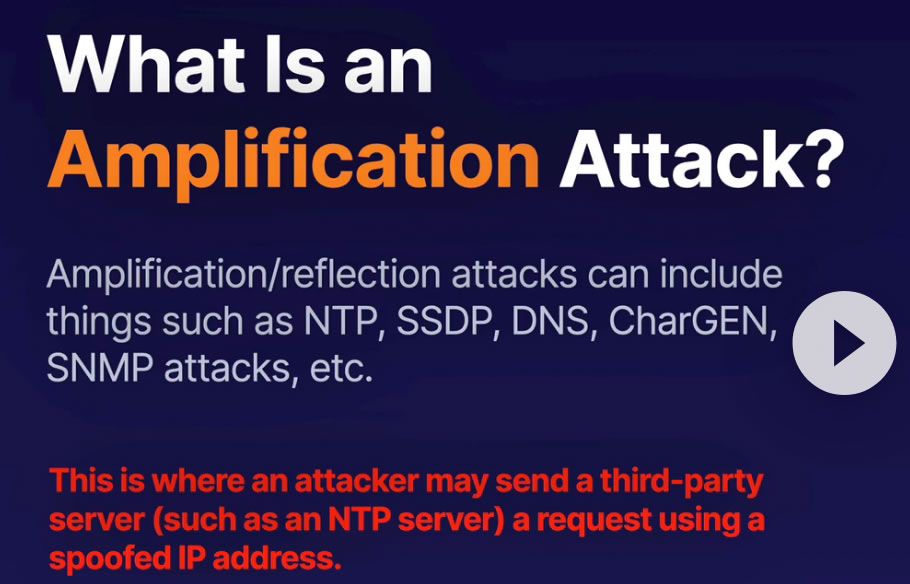 What Is an
Amplification Attack?
Amplification/reflection attacks can include
things such as NTP, SSDP, DNS, CharGEN,
SNMP attacks, etc.
This is where an attacker may send a third-party
server (such as an NTP server) a request using a
spoofed IP address.